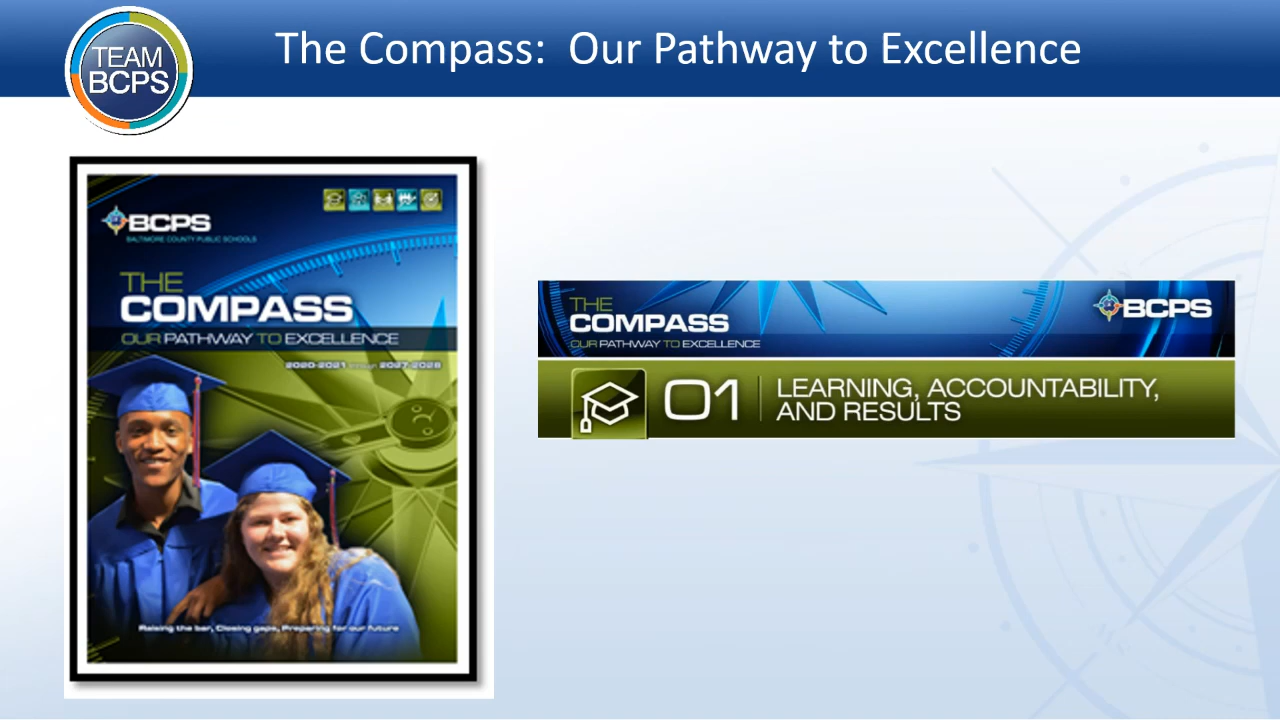 TEAM
BCPS
The Compass:  Our Pathway to Excellence
BCPS
BALTIMORE COUNTY PUBLIC SCHOOLS
THE
COMPASS
OUR PATHWAY TO EXCELLENCE
2020-2021 through 2027-2028
Raising the bar, Closing gaps, Preparing for our future
THE
COMPASS
OUR PATHWAY TO EXCELLENCE
BCPS
01
LEARNING, ACCOUNTABILITY,
AND RESULTS